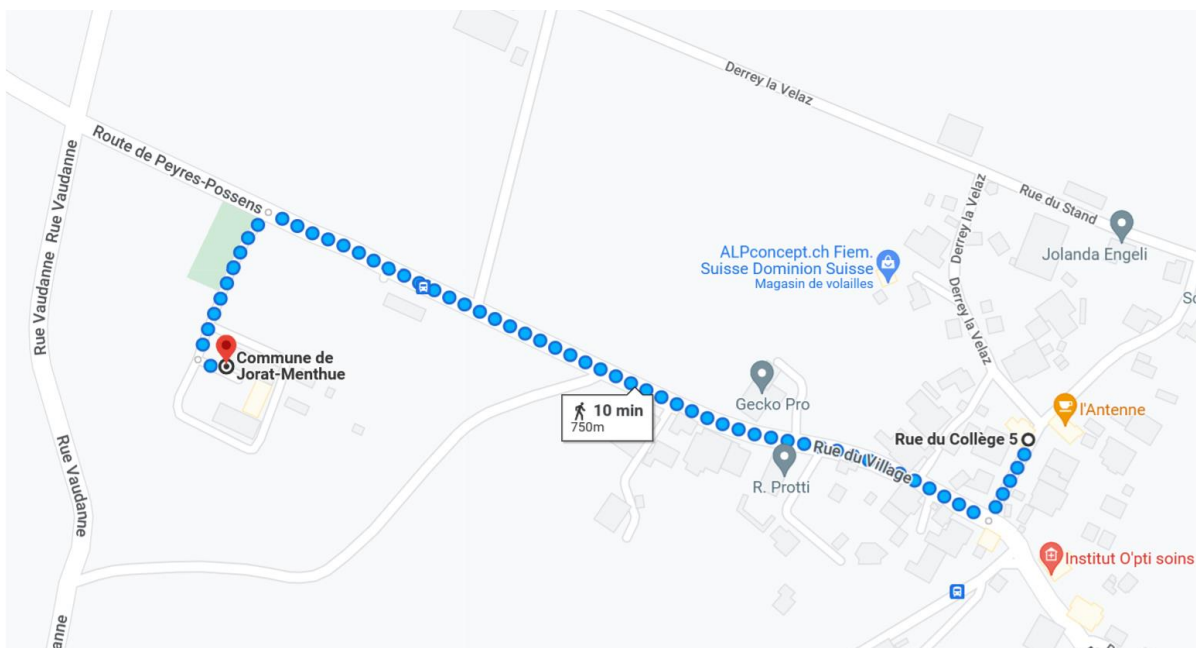 Derrey la Velaz
Route de Peyres-Possens
Rue Vaudanne
Rue Vaudanne
Derrey la Velaz
Rue du Stand
Jolanda Engeli
ALPconcept.ch Fiem.
Suisse Dominion Suisse
Magasin de volailles
Derrey la Velaz
Commune de
Jorat-Menthue
10 min
750m
Gecko Pro
l'Antenne
Rue du Collège 5
Rue du Village
R. Protti
Rue Vaudanne
Institut O'pti soins